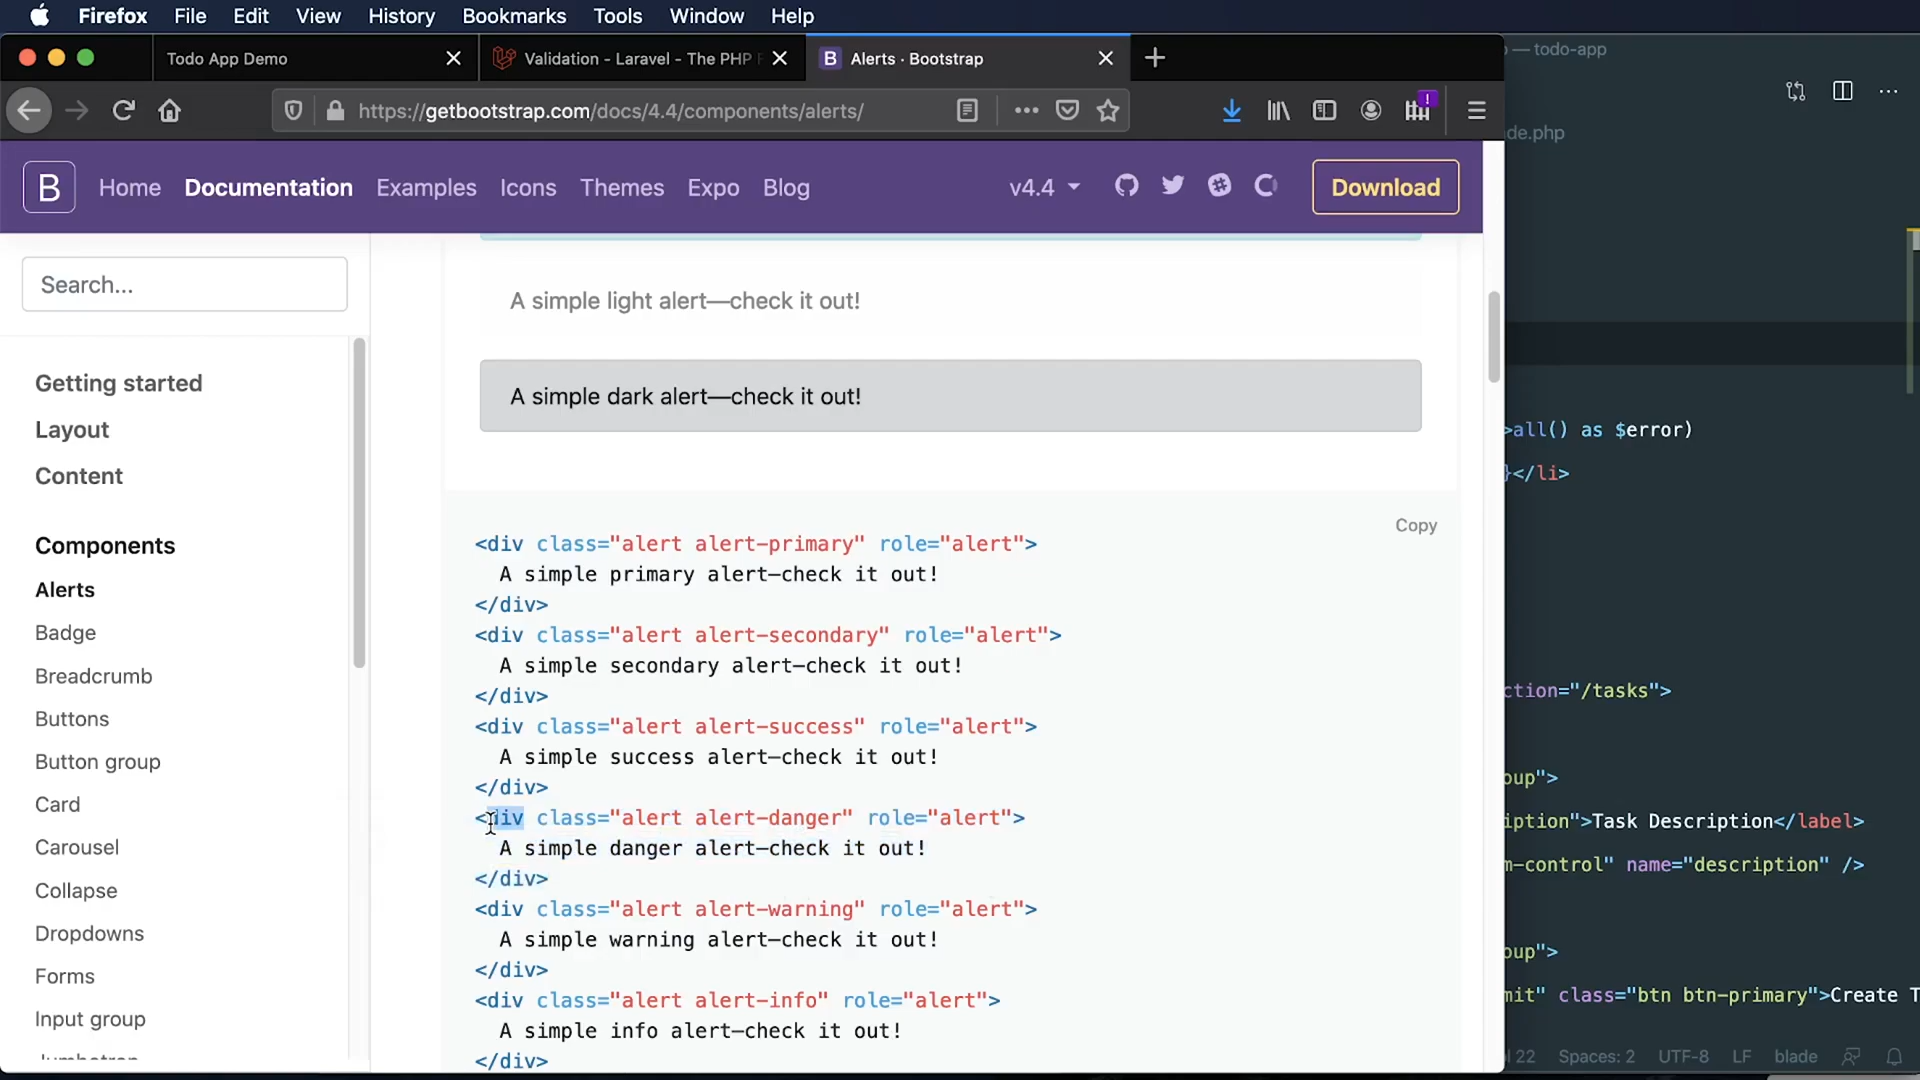 Firefox File Edit View History Bookmarks Tools Window Help
Todo App Demo
Validation - Laravel - The PHP F
B Alerts · Bootstrap
— todo-app
https://getbootstrap.com/docs/4.4/components/alerts/
!
de.php
B Home Documentation Examples Icons Themes Expo Blog v4.4 Download
Search...
Getting started
Layout
Content
Components
Alerts
Badge
Breadcrumb
Buttons
Button group
Card
Carousel
Collapse
Dropdowns
Forms
Input group
A simple light alert—check it out!
A simple dark alert—check it out!
Copy
<div class="alert alert-primary" role="alert">
A simple primary alert—check it out!
</div>
<div class="alert alert-secondary" role="alert">
A simple secondary alert—check it out!
</div>
<div class="alert alert-success" role="alert">
A simple success alert—check it out!
</div>
<div class="alert alert-danger" role="alert">
A simple danger alert—check it out!
</div>
<div class="alert alert-warning" role="alert">
A simple warning alert—check it out!
</div>
<div class="alert alert-info" role="alert">
A simple info alert—check it out!
</div>
>all() as $error)
}</li>
ction="/tasks">
oup">
iption">Task Description</label>
m-control" name="description" />
oup">
mit" class="btn btn-primary">Create T
22 Spaces: 2 UTF-8 LF blade